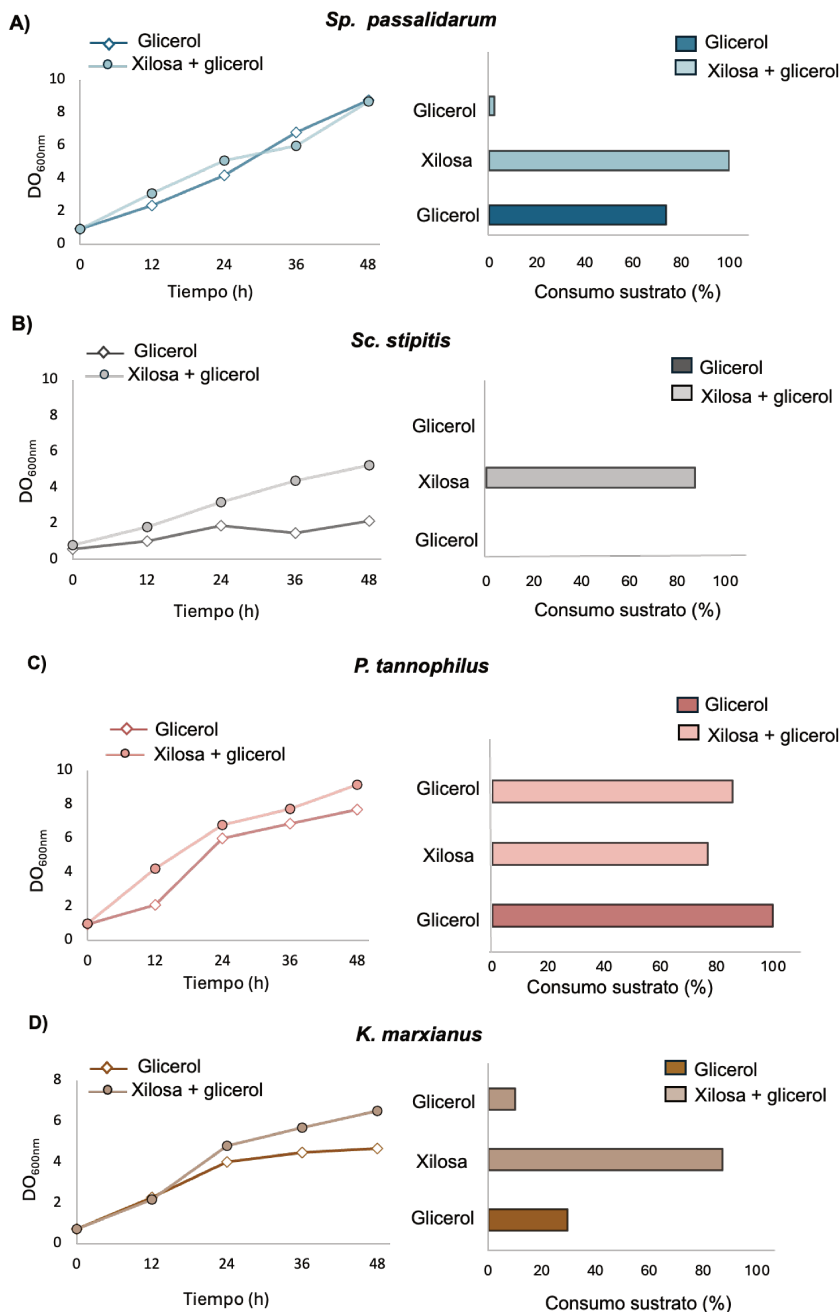 A)
Sp. passalidarum
Glicerol
Xilosa + glicerol
10
8
6
4
2
0
DO600nm
0 12 24 36 48
Tiempo (h)
Glicerol
Xilosa + glicerol
Glicerol
Xilosa
Glicerol
0 20 40 60 80 100
Consumo sustrato (%)
B)
Sc. stipitis
Glicerol
Xilosa + glicerol
10
8
6
4
2
0
DO600nm
0 12 24 36 48
Tiempo (h)
Glicerol
Xilosa + glicerol
Glicerol
Xilosa
Glicerol
0 20 40 60 80 100
Consumo sustrato (%)
C)
P. tannophilus
Glicerol
Xilosa + glicerol
10
8
6
4
2
0
DO600nm
0 12 24 36 48
Tiempo (h)
Glicerol
Xilosa + glicerol
Glicerol
Xilosa
Glicerol
0 20 40 60 80 100
Consumo sustrato (%)
D)
K. marxianus
Glicerol
Xilosa + glicerol
8
6
4
2
0
DO600nm
0 12 24 36 48
Tiempo (h)
Glicerol
Xilosa + glicerol
Glicerol
Xilosa
Glicerol
0 20 40 60 80 100
Consumo sustrato (%)